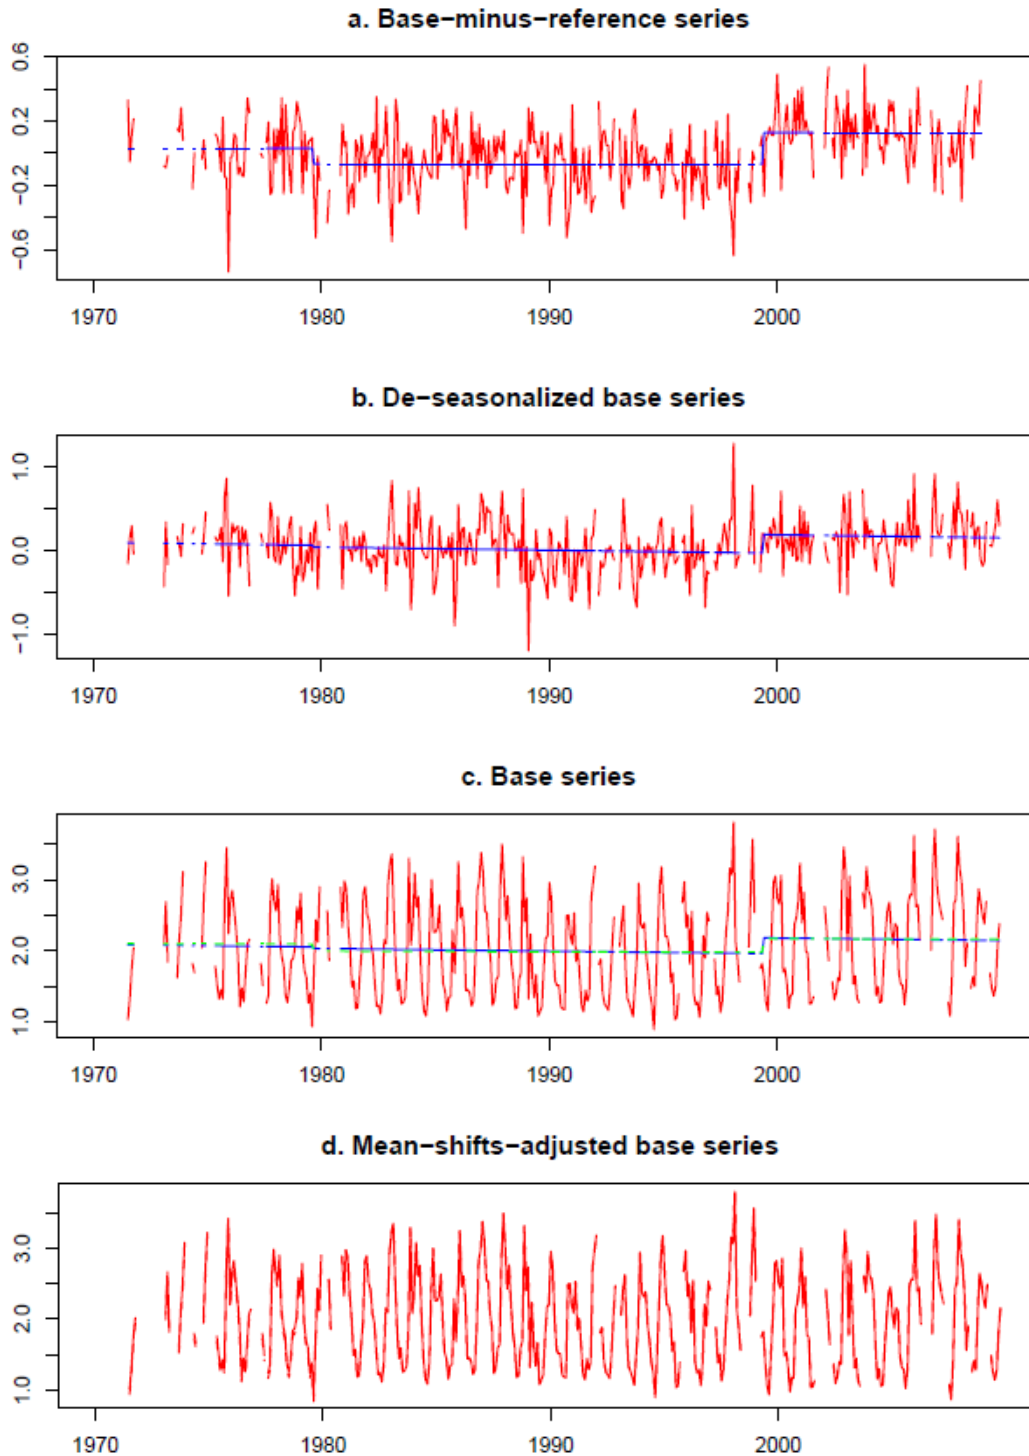 a. Base−minus−reference series
0.6
0.2
−0.2
−0.6
1970 1980 1990 2000
b. De−seasonalized base series
1.0
0.0
−1.0
1970 1980 1990 2000
c. Base series
3.0
2.0
1.0
1970 1980 1990 2000
d. Mean−shifts−adjusted base series
3.0
2.0
1.0
1970 1980 1990 2000